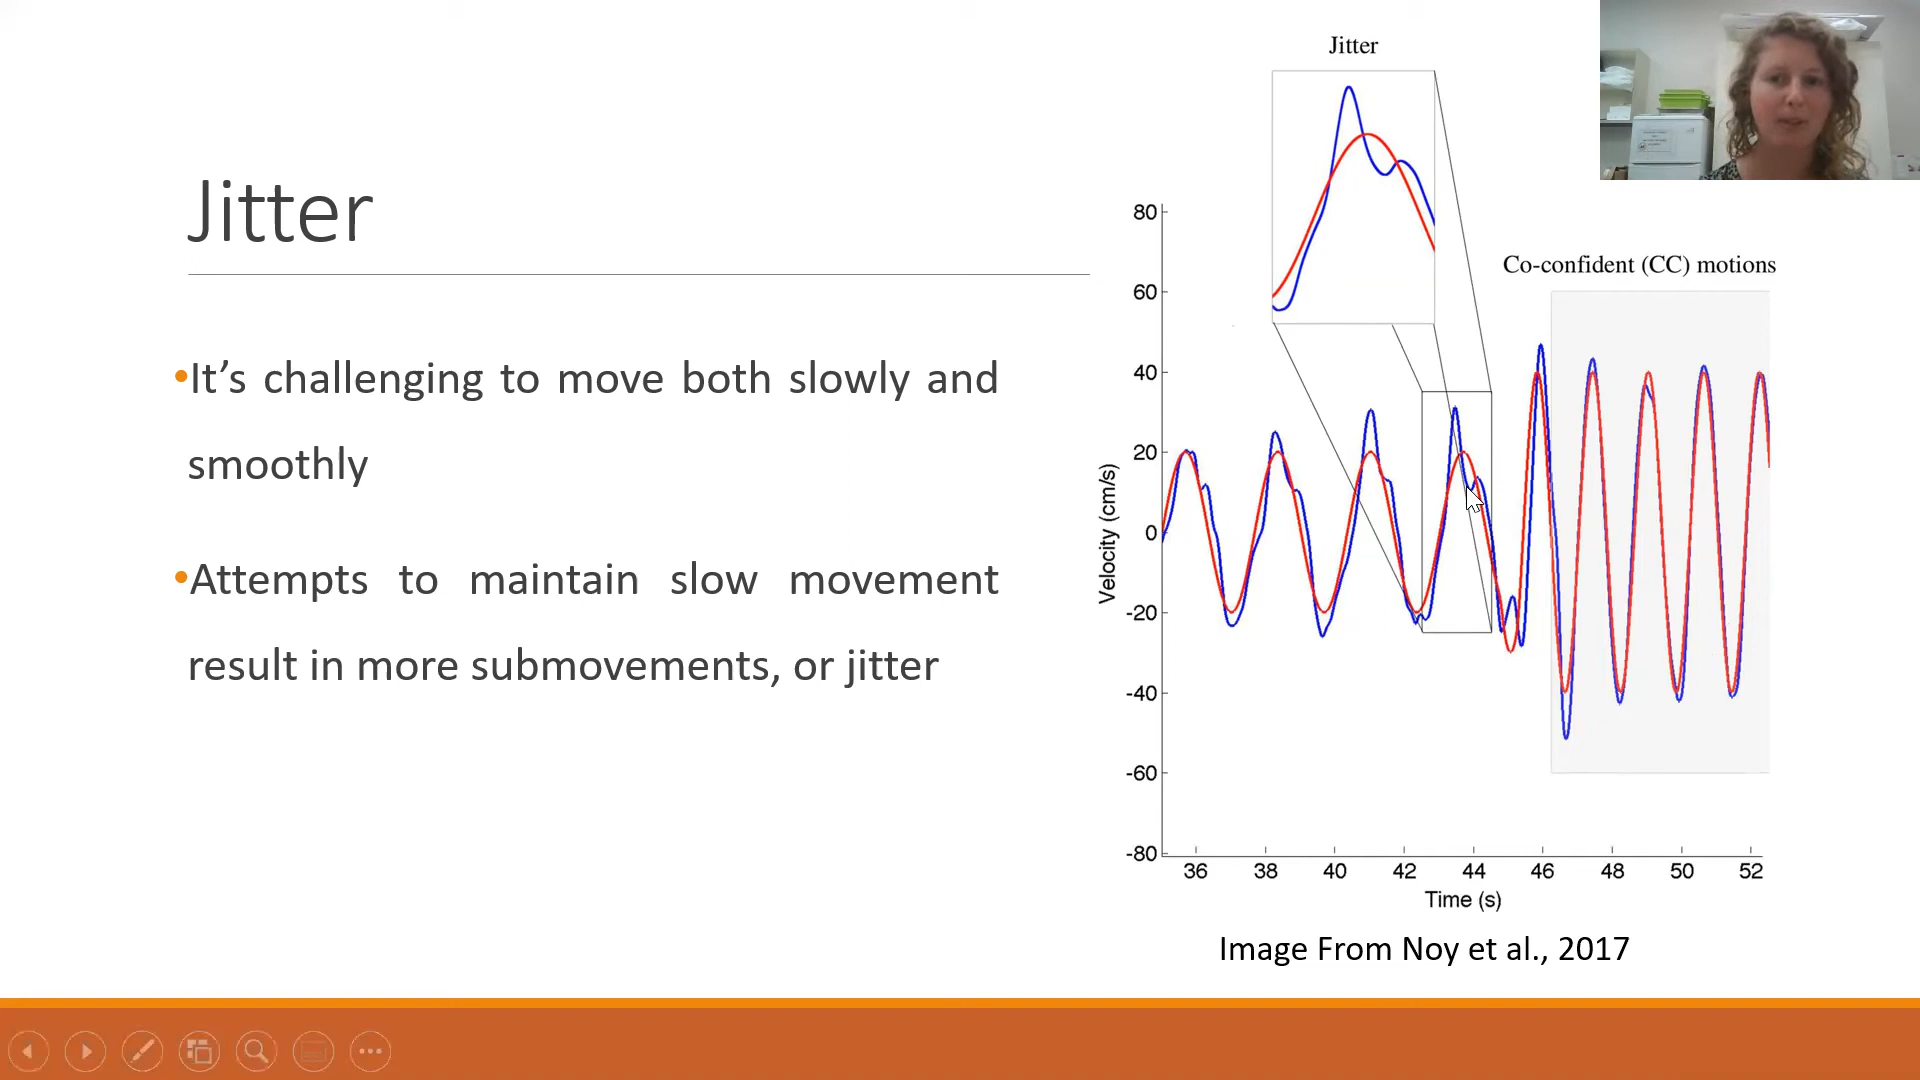 Jitter
•It’s challenging to move both slowly and
smoothly
•Attempts to maintain slow movement
result in more submovements, or jitter
Jitter
Co-confident (CC) motions
80
60
40
20
0
-20
-40
-60
-80
Velocity (cm/s)
36 38 40 42 44 46 48 50 52
Time (s)
Image From Noy et al., 2017